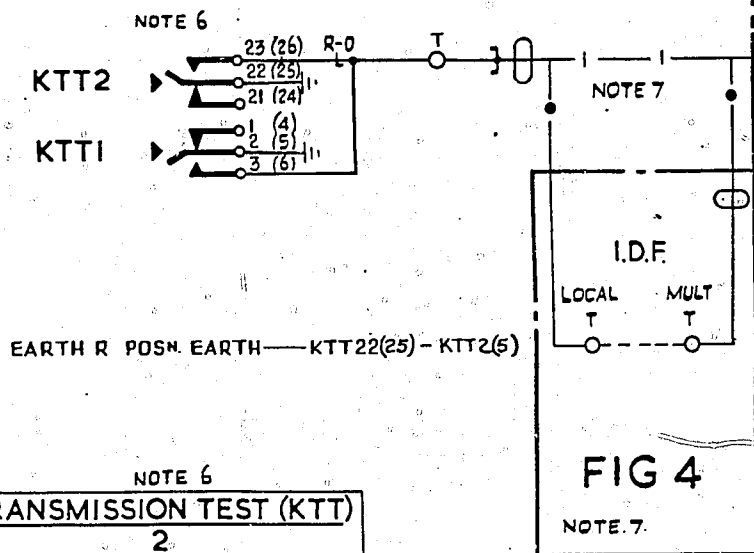 NOTE 6
KTT2
23 (26) R-O T
22 (25)
21 (24)
NOTE 7
KTT1
1 (4)
2 (5)
3 (6)
I.D.F.
LOCAL MULT
T T
EARTH R POSN. EARTH — KTT22(25) - KTT2(5)
NOTE 6
RANSMISSION TEST (KTT)
2
FIG 4
NOTE.7.